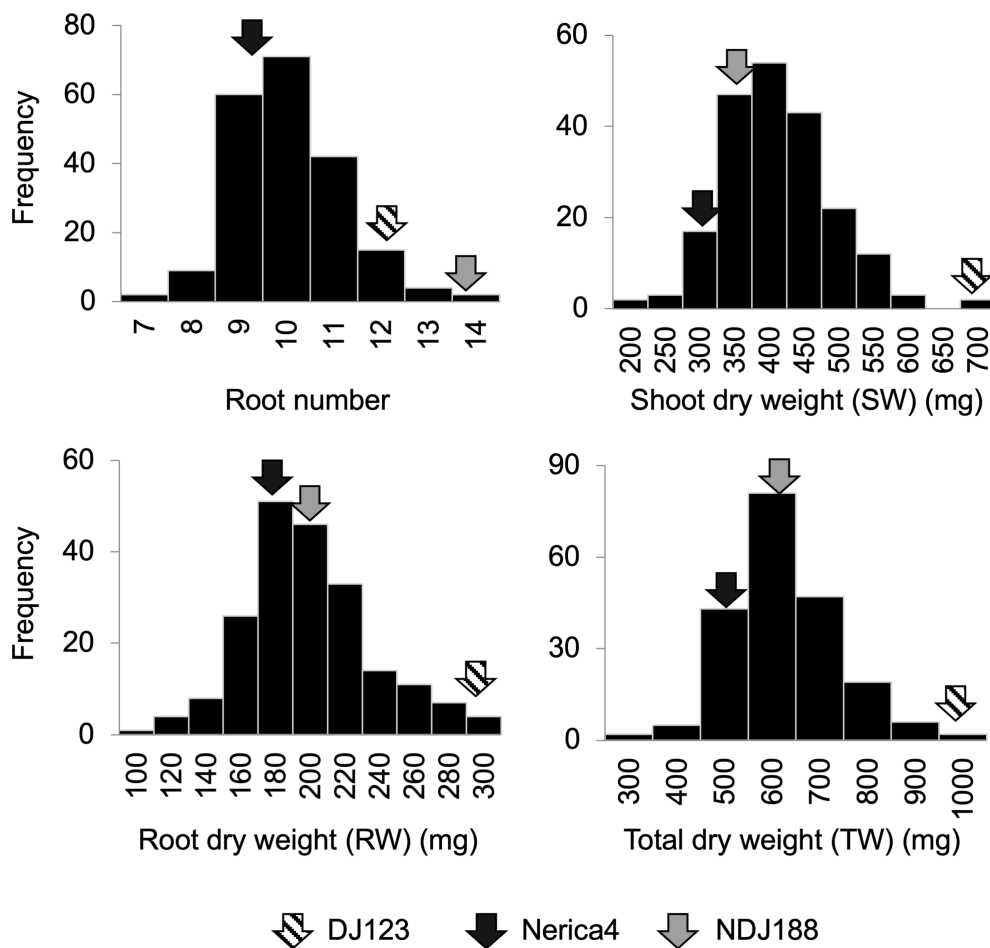 80
60
40
20
0
Frequency
7 8 9 10 11 12 13 14
Root number
60
40
20
0
200 250 300 350 400 450 500 550 600 650 700
Shoot dry weight (SW) (mg)
60
40
20
0
Frequency
100 120 140 160 180 200 220 240 260 280 300
Root dry weight (RW) (mg)
90
60
30
0
300 400 500 600 700 800 900 1000
Total dry weight (TW) (mg)
DJ123 Nerica4 NDJ188